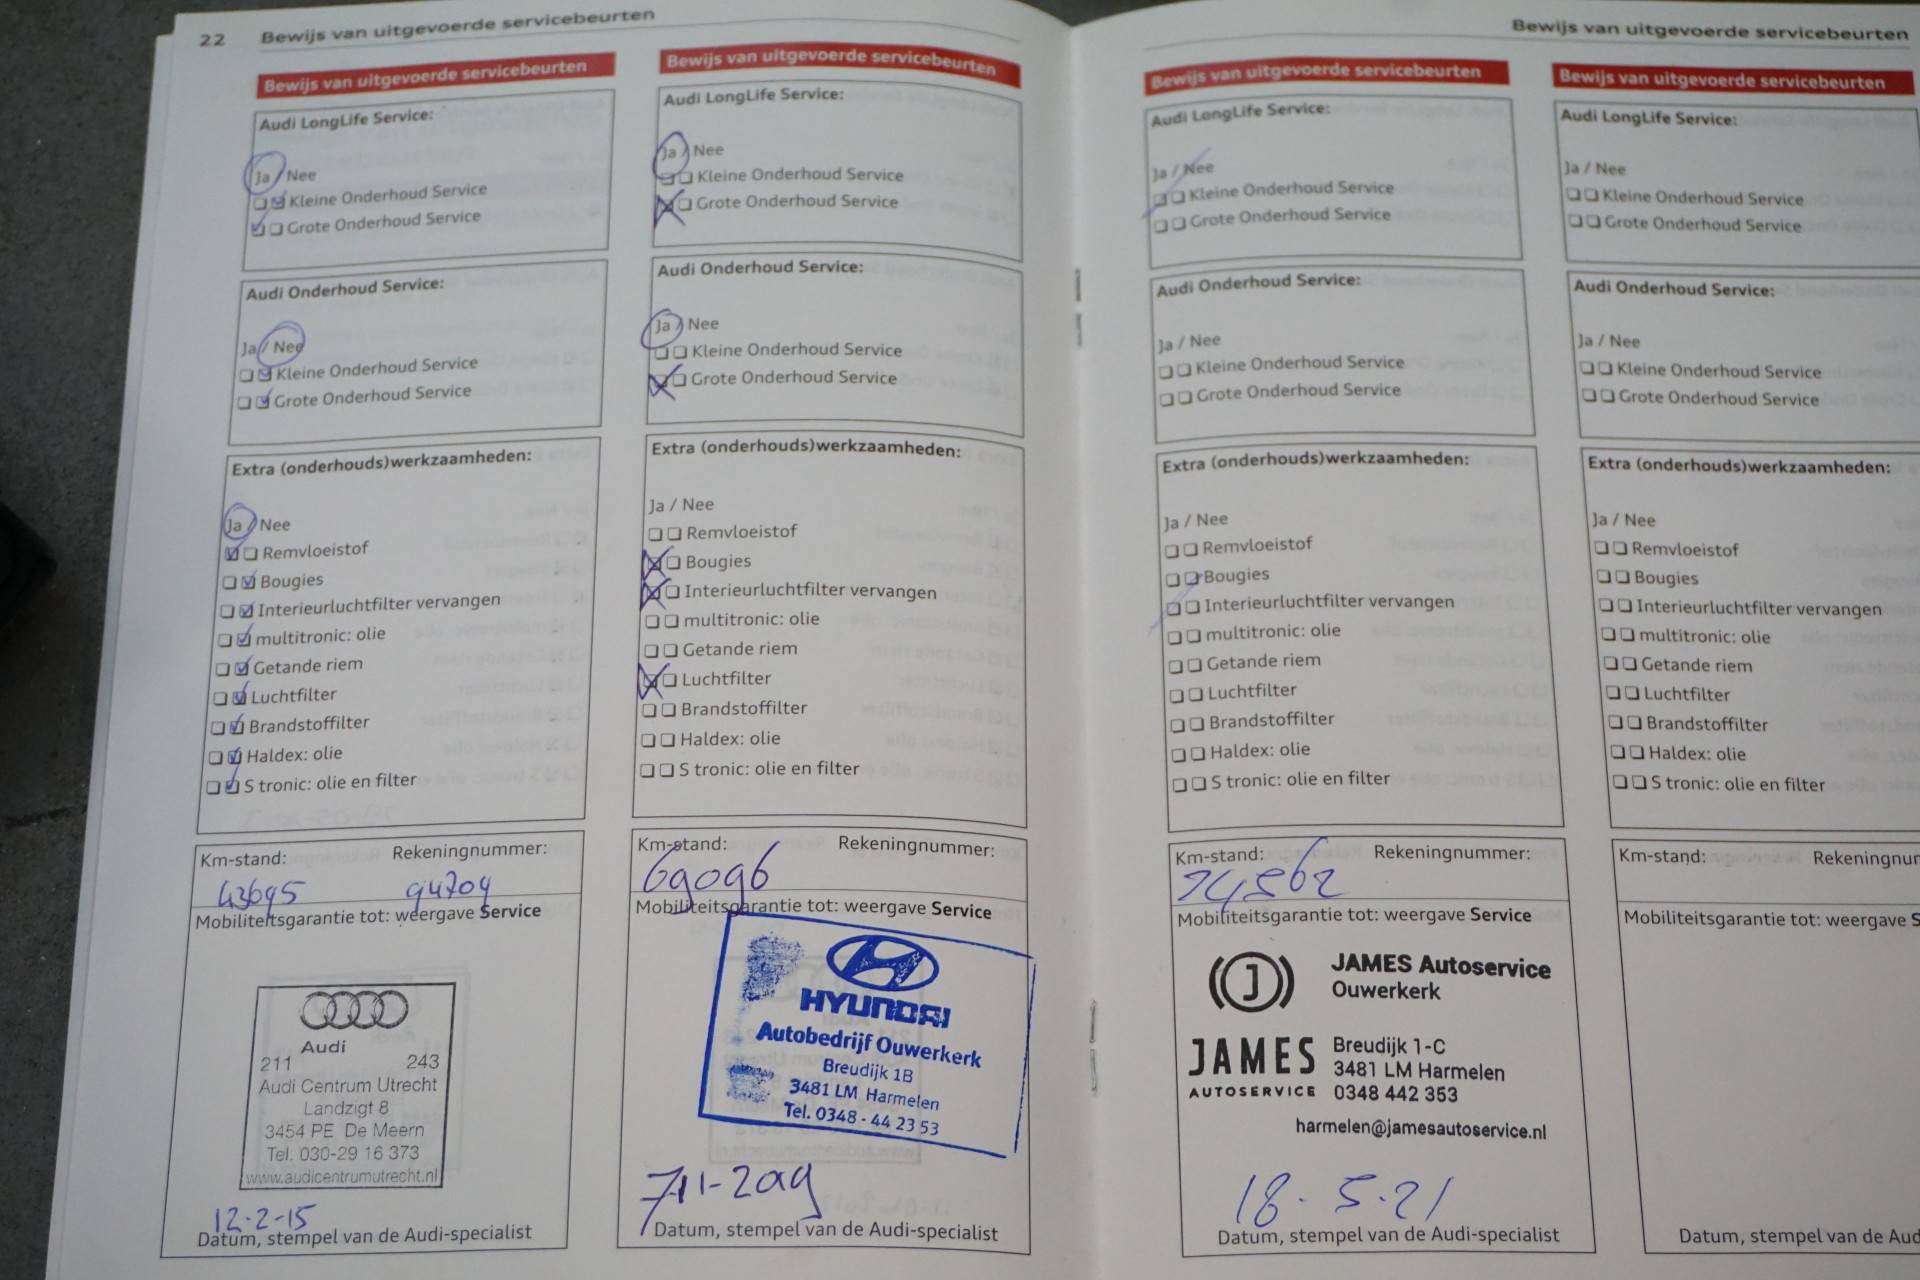 22 Bewijs van uitgevoerde servicebeurten
Bewijs van uitgevoerde servicebeurten
Audi LongLife Service:
Ja / Nee
Kleine Onderhoud Service
Grote Onderhoud Service
Audi Onderhoud Service:
Ja / Nee
Kleine Onderhoud Service
Grote Onderhoud Service
Extra (onderhouds)werkzaamheden:
Ja / Nee
Remvloeistof
Bougies
Interieurluchtfilter vervangen
multitronic: olie
Getande riem
Luchtfilter
Brandstoffilter
Haldex: olie
S tronic: olie en filter
Km-stand: Rekeningnummer:
43695 94709
Mobiliteitsgarantie tot: weergave Service
Audi
211 243
Audi Centrum Utrecht
Landzigt 8
3454 PE De Meern
Tel. 030-29 16 373
www.audicentrumutrecht.nl
12-2-15
Datum, stempel van de Audi-specialist
Bewijs van uitgevoerde servicebeurten
Audi LongLife Service:
Ja / Nee
Kleine Onderhoud Service
Grote Onderhoud Service
Audi Onderhoud Service:
Ja / Nee
Kleine Onderhoud Service
Grote Onderhoud Service
Extra (onderhouds)werkzaamheden:
Ja / Nee
Remvloeistof
Bougies
Interieurluchtfilter vervangen
multitronic: olie
Getande riem
Luchtfilter
Brandstoffilter
Haldex: olie
S tronic: olie en filter
Km-stand: Rekeningnummer:
69096
Mobiliteitsgarantie tot: weergave Service
HYUNDAI
Autobedrijf Ouwerkerk
Breudijk 1B
3481 LM Harmelen
Tel. 0348 - 44 23 53
7-11-2019
Datum, stempel van de Audi-specialist
Bewijs van uitgevoerde servicebeurten
Bewijs van uitgevoerde servicebeurten
Audi LongLife Service:
Ja / Nee
Kleine Onderhoud Service
Grote Onderhoud Service
Audi Onderhoud Service:
Ja / Nee
Kleine Onderhoud Service
Grote Onderhoud Service
Extra (onderhouds)werkzaamheden:
Ja / Nee
Remvloeistof
Bougies
Interieurluchtfilter vervangen
multitronic: olie
Getande riem
Luchtfilter
Brandstoffilter
Haldex: olie
S tronic: olie en filter
Km-stand: Rekeningnummer:
74562
Mobiliteitsgarantie tot: weergave Service
J
JAMES Autoservice
Ouwerkerk
JAMES
AUTOSERVICE
Breudijk 1-C
3481 LM Harmelen
0348 442 353
harmelen@jamesautoservice.nl
18-5-21
Datum, stempel van de Audi-specialist
Bewijs van uitgevoerde servicebeurten
Audi LongLife Service:
Ja / Nee
Kleine Onderhoud Service
Grote Onderhoud Service
Audi Onderhoud Service:
Ja / Nee
Kleine Onderhoud Service
Grote Onderhoud Service
Extra (onderhouds)werkzaamheden:
Ja / Nee
Remvloeistof
Bougies
Interieurluchtfilter vervangen
multitronic: olie
Getande riem
Luchtfilter
Brandstoffilter
Haldex: olie
S tronic: olie en filter
Km-stand: Rekeningnu
Mobiliteitsgarantie tot: weergave S
Datum, stempel van de Aud